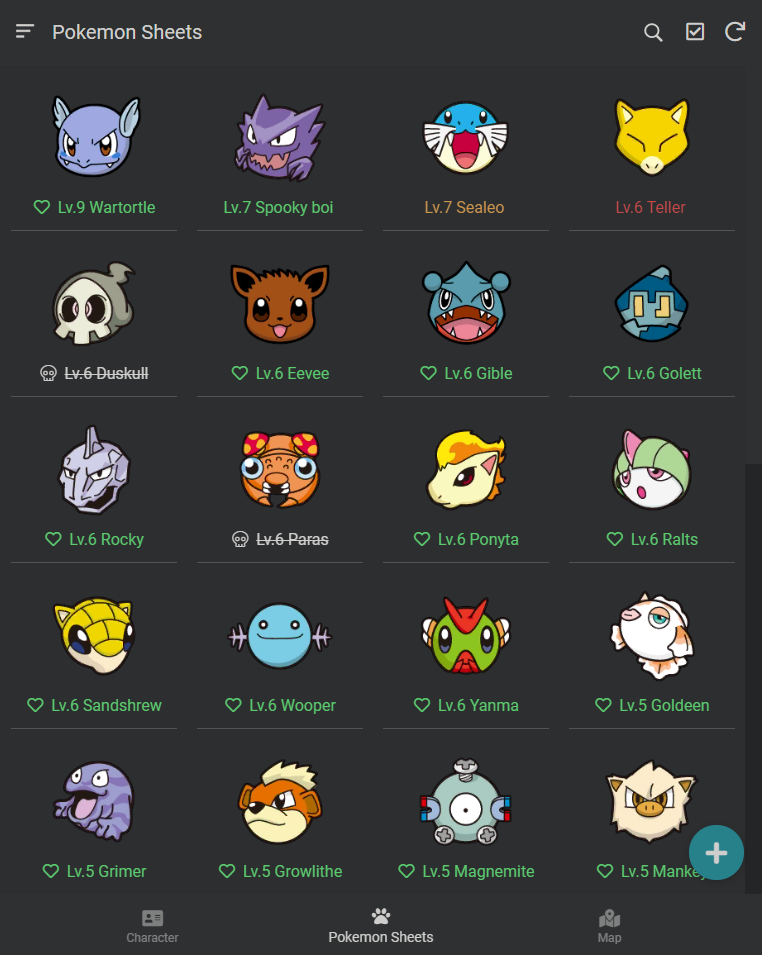 Pokemon Sheets
Lv.9 Wartortle
Lv.7 Spooky boi
Lv.7 Sealeo
Lv.6 Teller
Lv.6 Duskull
Lv.6 Eevee
Lv.6 Gible
Lv.6 Golett
Lv.6 Rocky
Lv.6 Paras
Lv.6 Ponyta
Lv.6 Ralts
Lv.6 Sandshrew
Lv.6 Wooper
Lv.6 Yanma
Lv.5 Goldeen
Lv.5 Grimer
Lv.5 Growlithe
Lv.5 Magnemite
Lv.5 Mankey
Character
Pokemon Sheets
Map